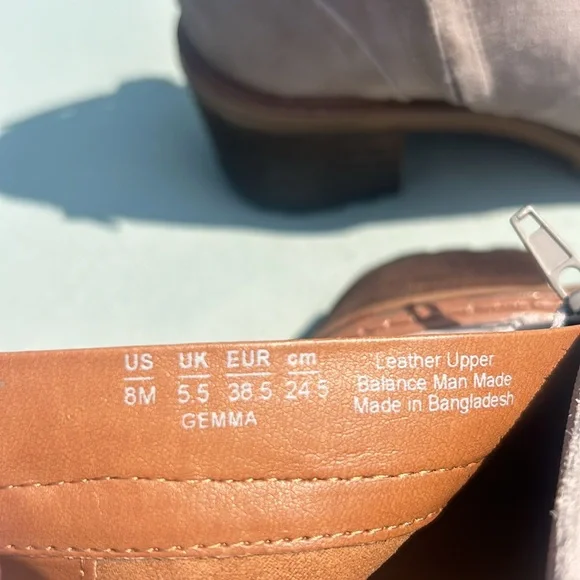 US UK EUR cm
8M 5.5 38.5 24.5
GEMMA
Leather Upper
Balance Man Made
Made in Bangladesh